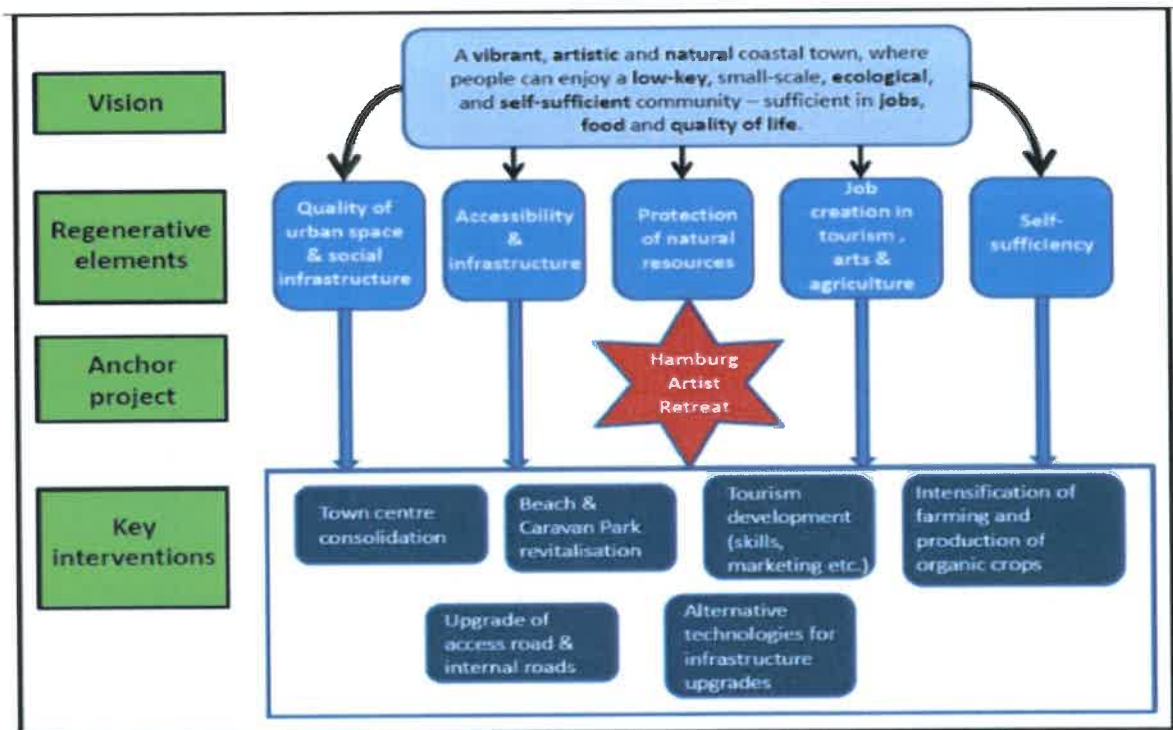 Vision
A vibrant, artistic and natural coastal town, where
people can enjoy a low-key, small-scale, ecological,
and self-sufficient community – sufficient in jobs,
food and quality of life.
Regenerative
elements
Quality of
urban space
& social
infrastructure
Accessibility
&
infrastructure
Protection
of natural
resources
Job
creation in
tourism ,
arts &
agriculture
Self-
sufficiency
Anchor
project
Hamburg
Artist
Retreat
Key
interventions
Town centre
consolidation
Beach &
Caravan Park
revitalisation
Tourism
development
(skills,
marketing etc.)
Intensification of
farming and
production of
organic crops
Upgrade of
access road &
internal roads
Alternative
technologies for
infrastructure
upgrades